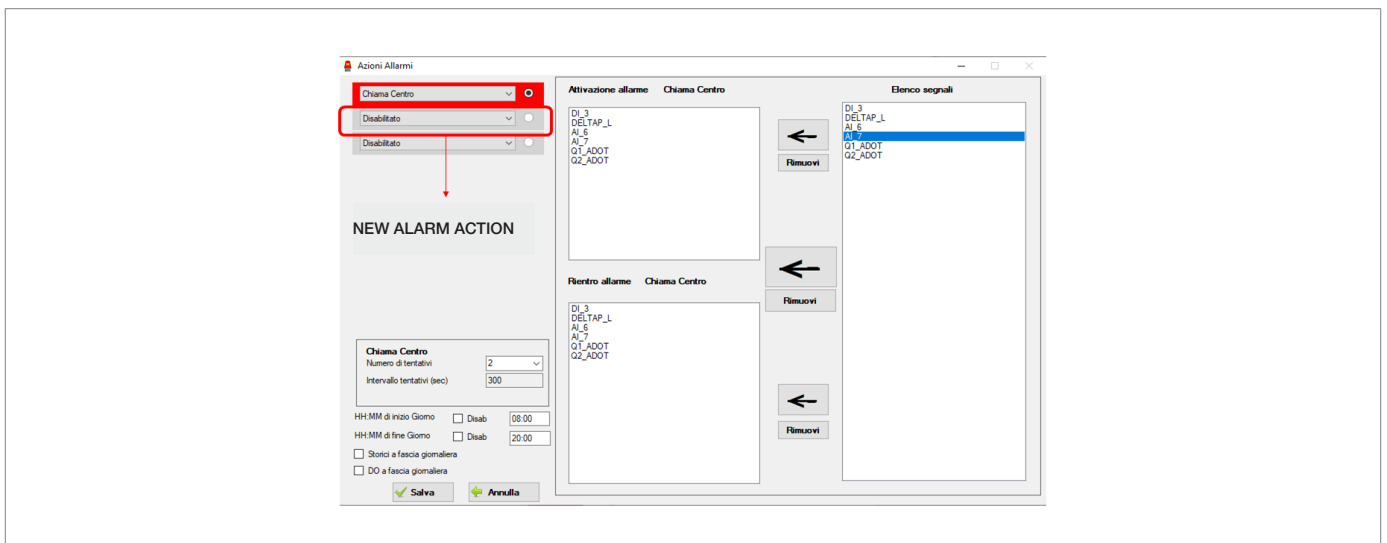 Azioni Allarmi
Chiama Centro
Disabilitato
Disabilitato
NEW ALARM ACTION
Chiama Centro
Numero di tentativi 2
Intervallo tentativi (sec) 300
HH:MM di inizio Giorno Disab 08:00
HH:MM di fine Giorno Disab 20:00
Storici a fascia giornaliera
DO a fascia giornaliera
Salva Annulla
Attivazione allarme Chiama Centro
DI_3
DELTAP_L
AI_6
AI_7
Q1_ADOT
Q2_ADOT
Rientro allarme Chiama Centro
DI_3
DELTAP_L
AI_6
AI_7
Q1_ADOT
Q2_ADOT
Rimuovi
Rimuovi
Rimuovi
Elenco segnali
DI_3
DELTAP_L
AI_6
AI_7
Q1_ADOT
Q2_ADOT